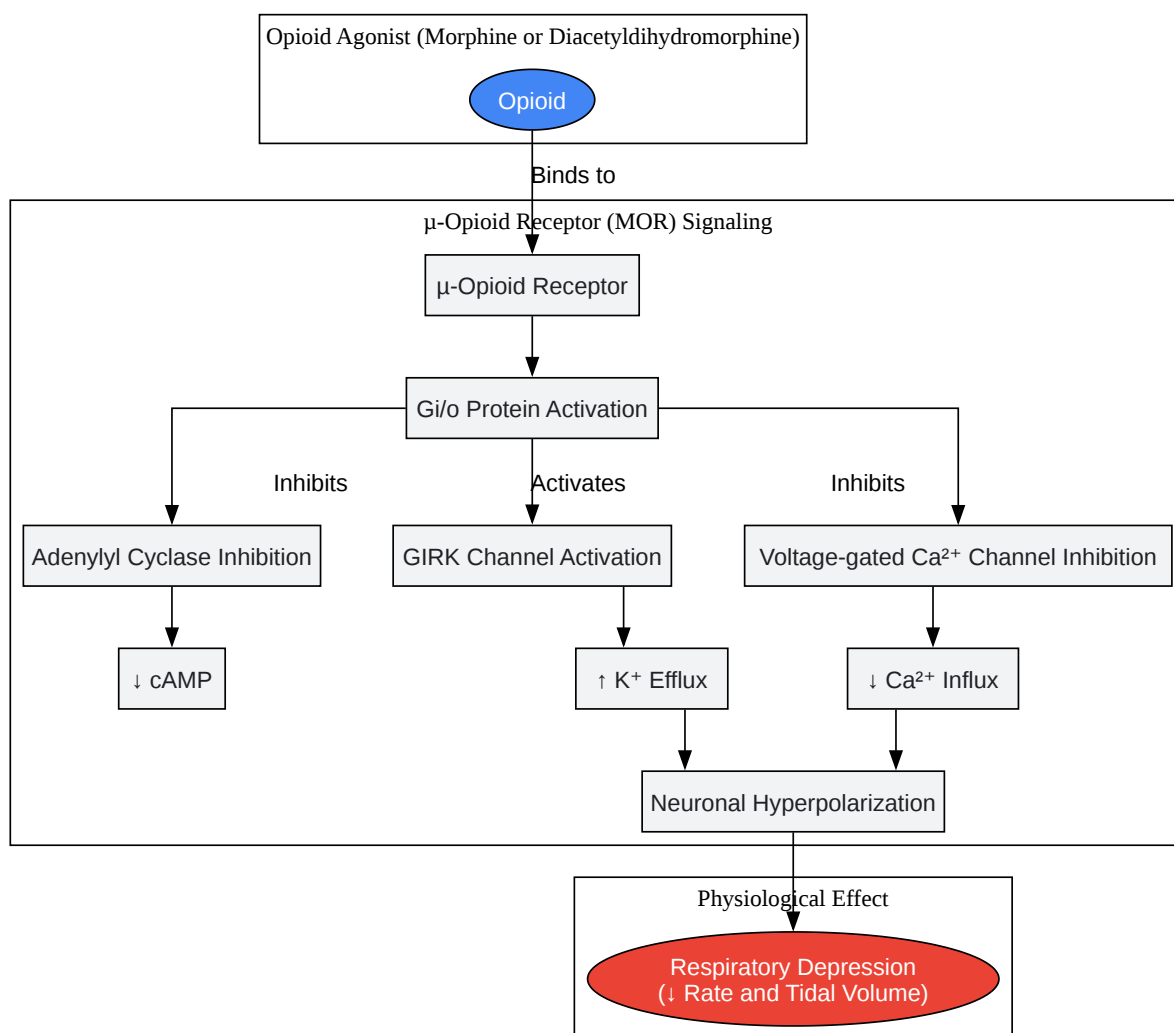 Opioid Agonist (Morphine or Diacetyldihydromorphine)
Opioid
Binds to
µ-Opioid Receptor (MOR) Signaling
µ-Opioid Receptor
Gi/o Protein Activation
Inhibits
Activates
Inhibits
Adenylyl Cyclase Inhibition
GIRK Channel Activation
Voltage-gated Ca²⁺ Channel Inhibition
↓ cAMP
↑ K⁺ Efflux
↓ Ca²⁺ Influx
Neuronal Hyperpolarization
Physiological Effect
Respiratory Depression
(↓ Rate and Tidal Volume)